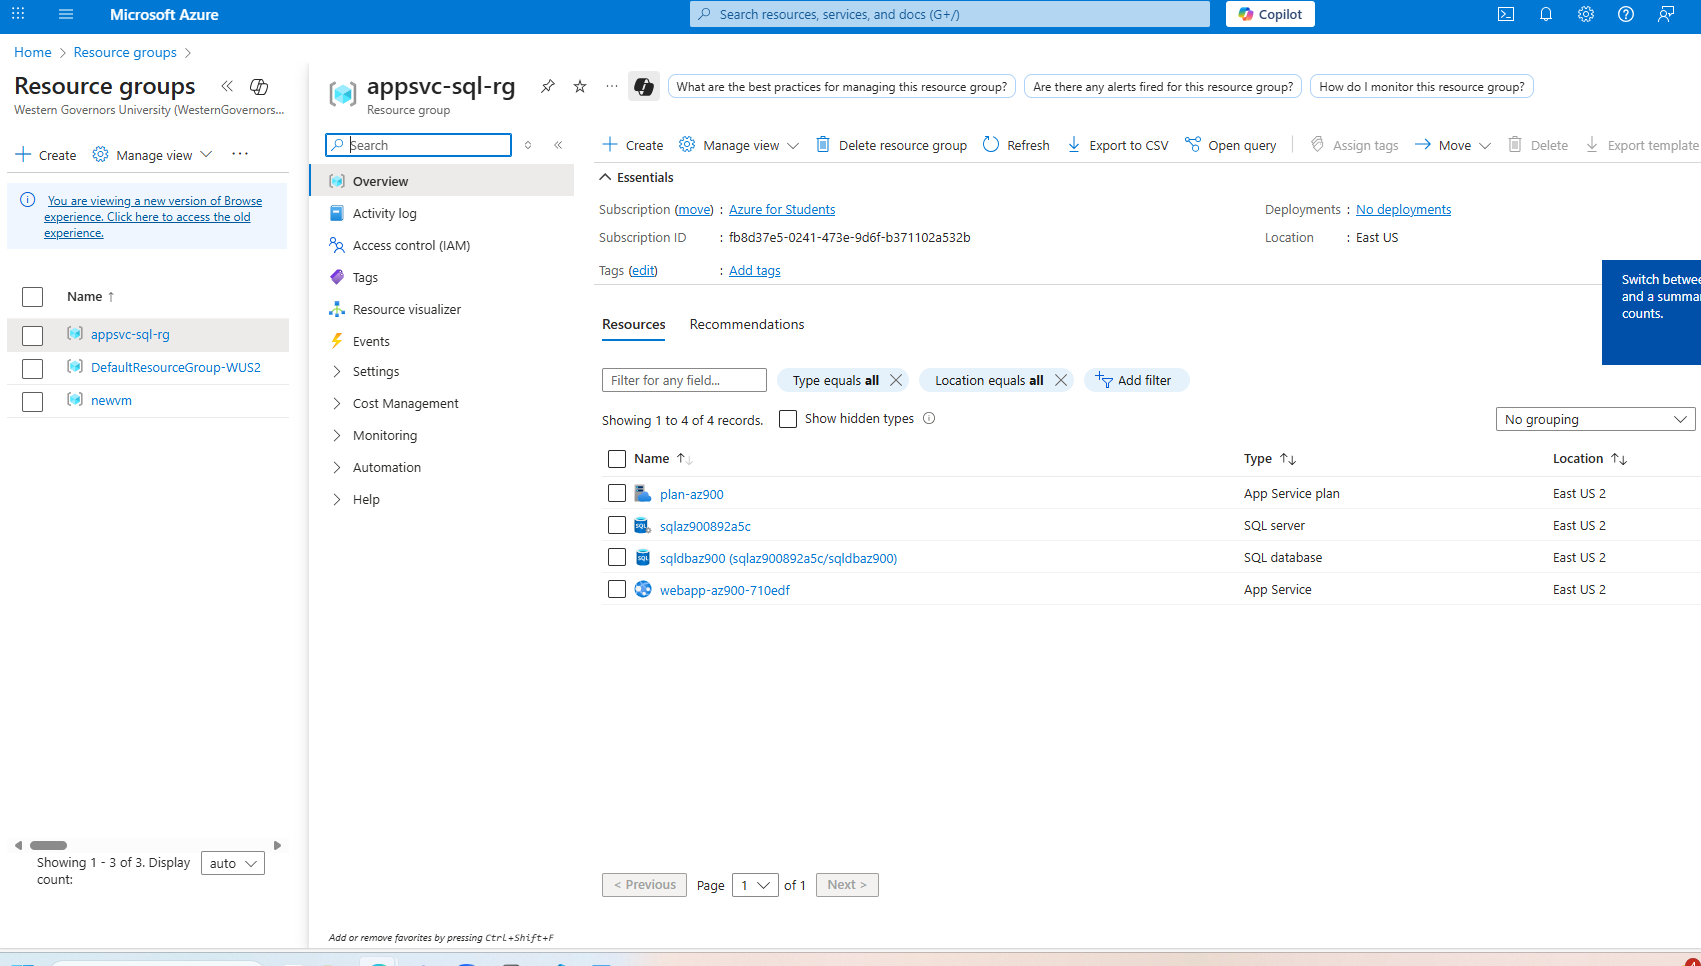 Microsoft Azure
Search resources, services, and docs (G+/)
Copilot
Home > Resource groups >
Resource groups
Western Governors University (WesternGovernors...
Create
Manage view
You are viewing a new version of Browse
experience. Click here to access the old
experience.
Name ↑
appsvc-sql-rg
DefaultResourceGroup-WUS2
newvm
Showing 1 - 3 of 3. Display
count:
auto
appsvc-sql-rg
Resource group
What are the best practices for managing this resource group?
Are there any alerts fired for this resource group?
How do I monitor this resource group?
Search
Overview
Activity log
Access control (IAM)
Tags
Resource visualizer
Events
Settings
Cost Management
Monitoring
Automation
Help
Add or remove favorites by pressing Ctrl+Shift+F
Create
Manage view
Delete resource group
Refresh
Export to CSV
Open query
Assign tags
Move
Delete
Export template
Essentials
Subscription (move) : Azure for Students
Subscription ID : fb8d37e5-0241-473e-9d6f-b371102a532b
Tags (edit) : Add tags
Deployments : No deployments
Location : East US
Switch betwee
and a summar
counts.
Resources
Recommendations
Filter for any field...
Type equals all
Location equals all
Add filter
Showing 1 to 4 of 4 records.
Show hidden types
No grouping
Name ↑↓ Type ↑↓ Location ↑↓
plan-az900 App Service plan East US 2
sqlaz900892a5c SQL server East US 2
sqldbaz900 (sqlaz900892a5c/sqldbaz900) SQL database East US 2
webapp-az900-710edf App Service East US 2
< Previous
Page 1 of 1
Next >